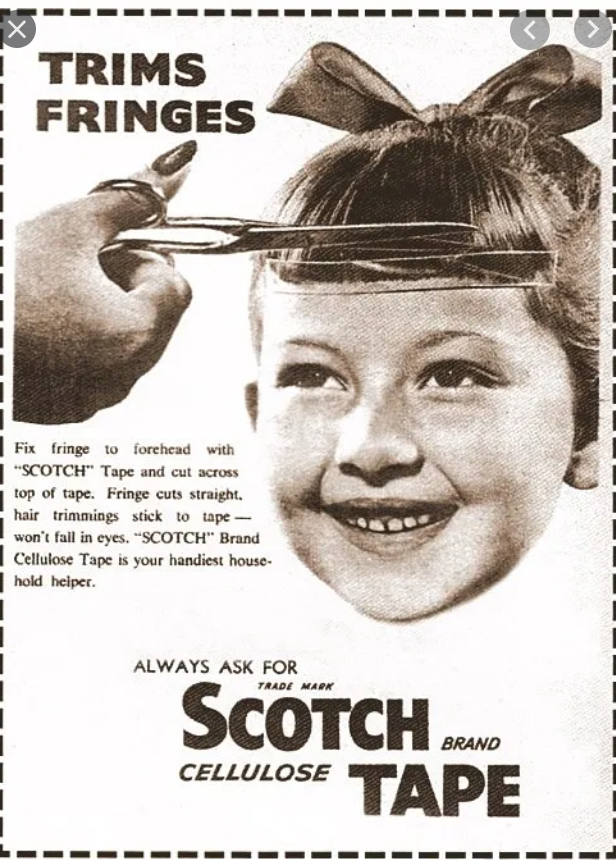 TRIMS
FRINGES
Fix fringe to forehead with
“SCOTCH” Tape and cut across
top of tape. Fringe cuts straight,
hair trimmings stick to tape —
won't fall in eyes. “SCOTCH” Brand
Cellulose Tape is your handiest house-
hold helper.
ALWAYS ASK FOR
TRADE MARK
SCOTCH BRAND
CELLULOSE TAPE